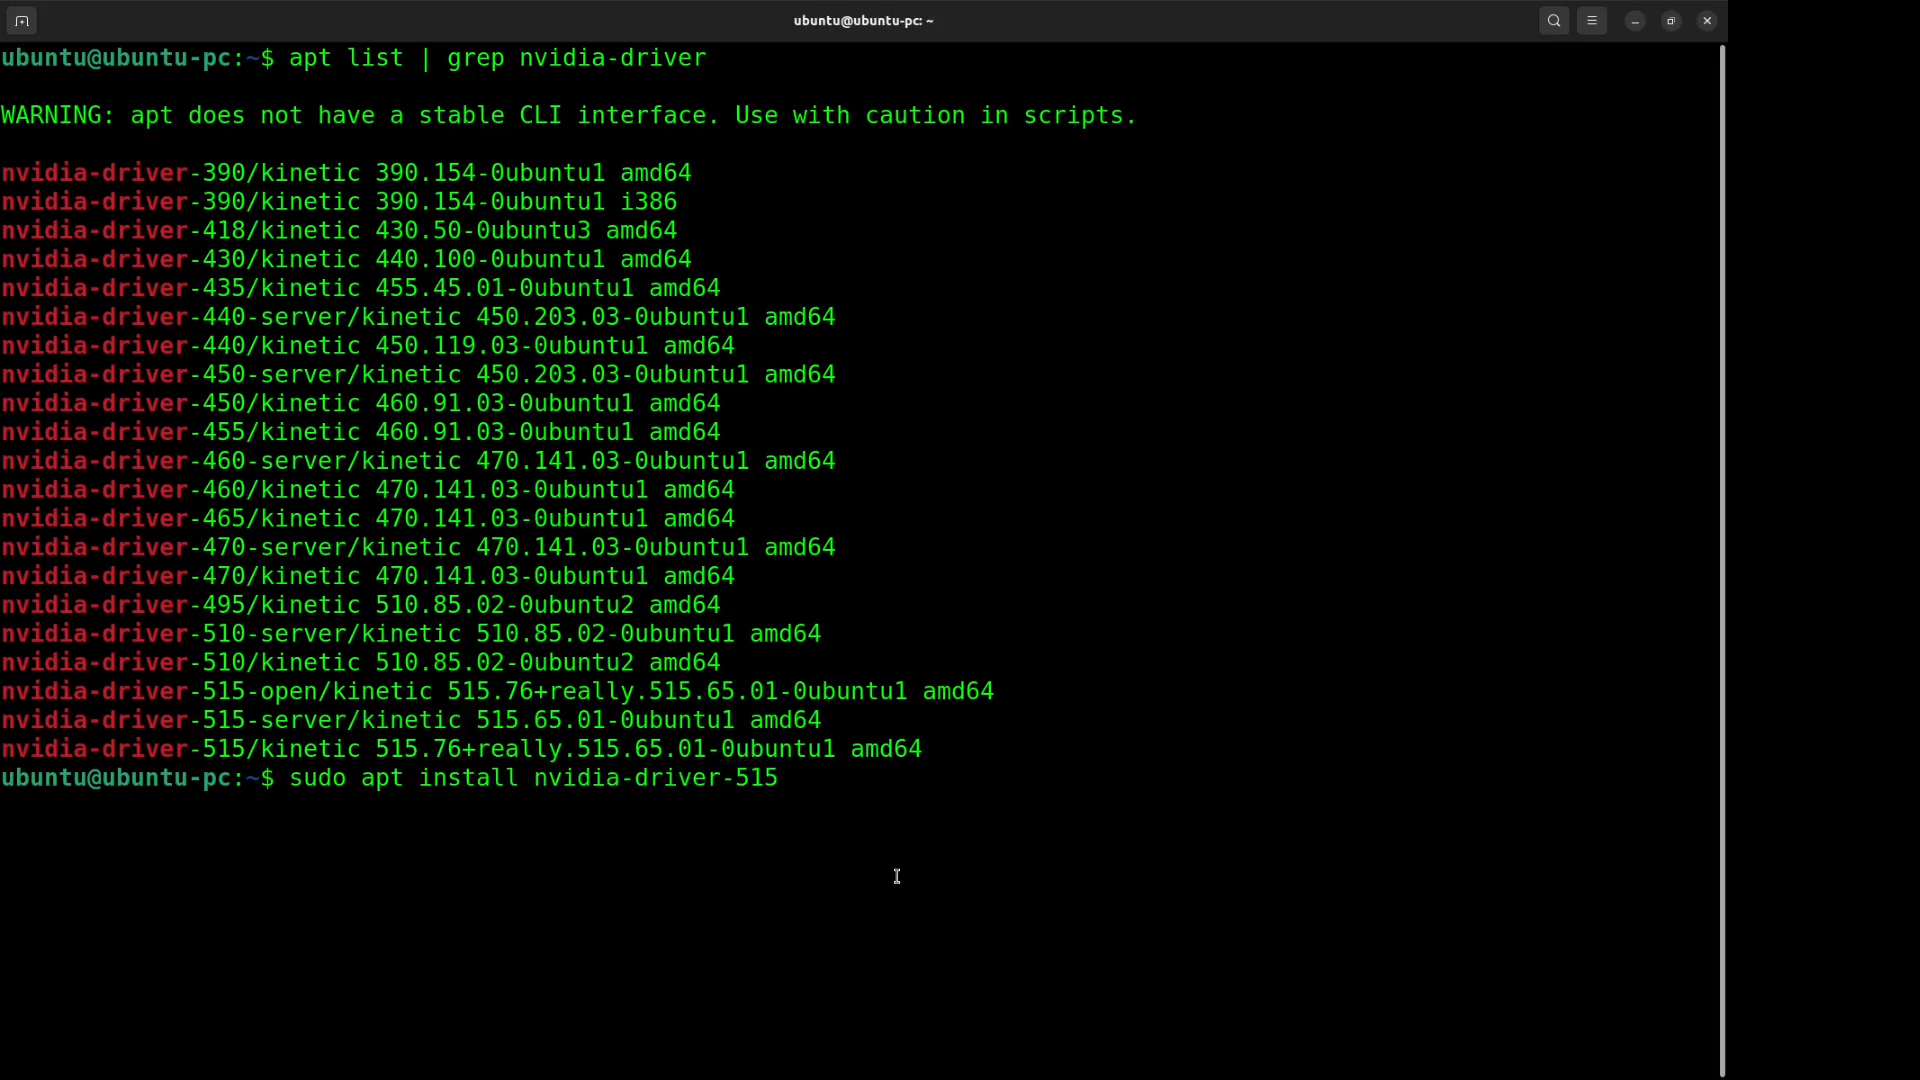 ubuntu@ubuntu-pc: ~
ubuntu@ubuntu-pc:~$ apt list | grep nvidia-driver
WARNING: apt does not have a stable CLI interface. Use with caution in scripts.
nvidia-driver-390/kinetic 390.154-0ubuntu1 amd64
nvidia-driver-390/kinetic 390.154-0ubuntu1 i386
nvidia-driver-418/kinetic 430.50-0ubuntu3 amd64
nvidia-driver-430/kinetic 440.100-0ubuntu1 amd64
nvidia-driver-435/kinetic 455.45.01-0ubuntu1 amd64
nvidia-driver-440-server/kinetic 450.203.03-0ubuntu1 amd64
nvidia-driver-440/kinetic 450.119.03-0ubuntu1 amd64
nvidia-driver-450-server/kinetic 450.203.03-0ubuntu1 amd64
nvidia-driver-450/kinetic 460.91.03-0ubuntu1 amd64
nvidia-driver-455/kinetic 460.91.03-0ubuntu1 amd64
nvidia-driver-460-server/kinetic 470.141.03-0ubuntu1 amd64
nvidia-driver-460/kinetic 470.141.03-0ubuntu1 amd64
nvidia-driver-465/kinetic 470.141.03-0ubuntu1 amd64
nvidia-driver-470-server/kinetic 470.141.03-0ubuntu1 amd64
nvidia-driver-470/kinetic 470.141.03-0ubuntu1 amd64
nvidia-driver-495/kinetic 510.85.02-0ubuntu2 amd64
nvidia-driver-510-server/kinetic 510.85.02-0ubuntu1 amd64
nvidia-driver-510/kinetic 510.85.02-0ubuntu2 amd64
nvidia-driver-515-open/kinetic 515.76+really.515.65.01-0ubuntu1 amd64
nvidia-driver-515-server/kinetic 515.65.01-0ubuntu1 amd64
nvidia-driver-515/kinetic 515.76+really.515.65.01-0ubuntu1 amd64
ubuntu@ubuntu-pc:~$ sudo apt install nvidia-driver-515